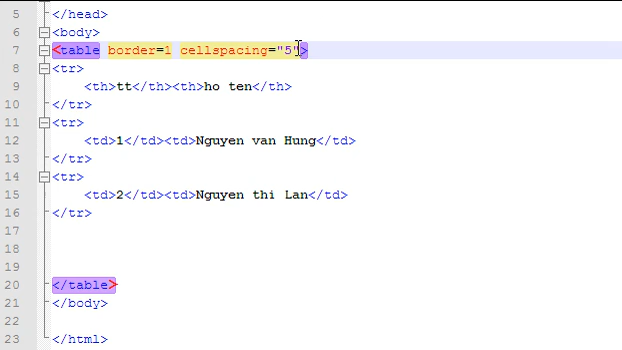 5 </head>
6 <body>
7 <table border=1 cellspacing="5">
8 <tr>
9 <th>tt</th><th>ho ten</th>
10 </tr>
11 <tr>
12 <td>1</td><td>Nguyen van Hung</td>
13 </tr>
14 <tr>
15 <td>2</td><td>Nguyen thi Lan</td>
16 </tr>
17
18
19
20 </table>
21 </body>
22
23 </html>